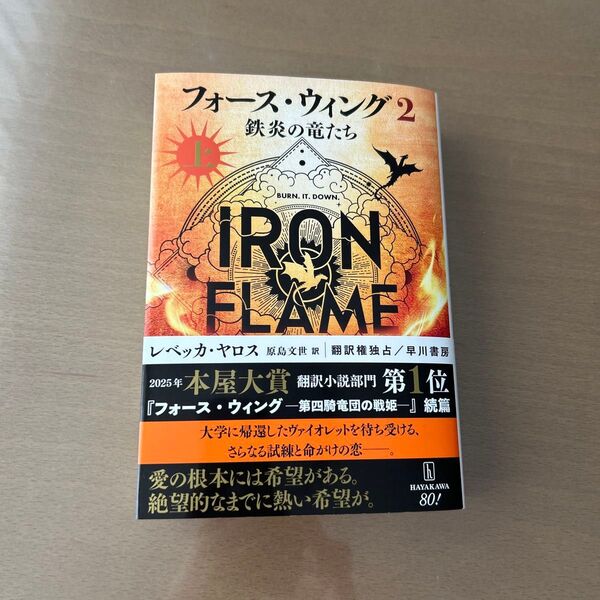 フォース・ウィング2
鉄炎の竜たち
上
BURN. IT. DOWN.
IRON
FLAME
レベッカ・ヤロス 原島文世 訳 | 翻訳権独占/早川書房
2025年 本屋大賞 翻訳小説部門 第1位
『フォース・ウィング―第四騎竜団の戦姫―』続篇
大学に帰還したヴァイオレットを待ち受ける、
さらなる試練と命がけの恋――。
愛の根本には希望がある。
絶望的なまでに熱い希望が。
h
HAYAKAWA
80!